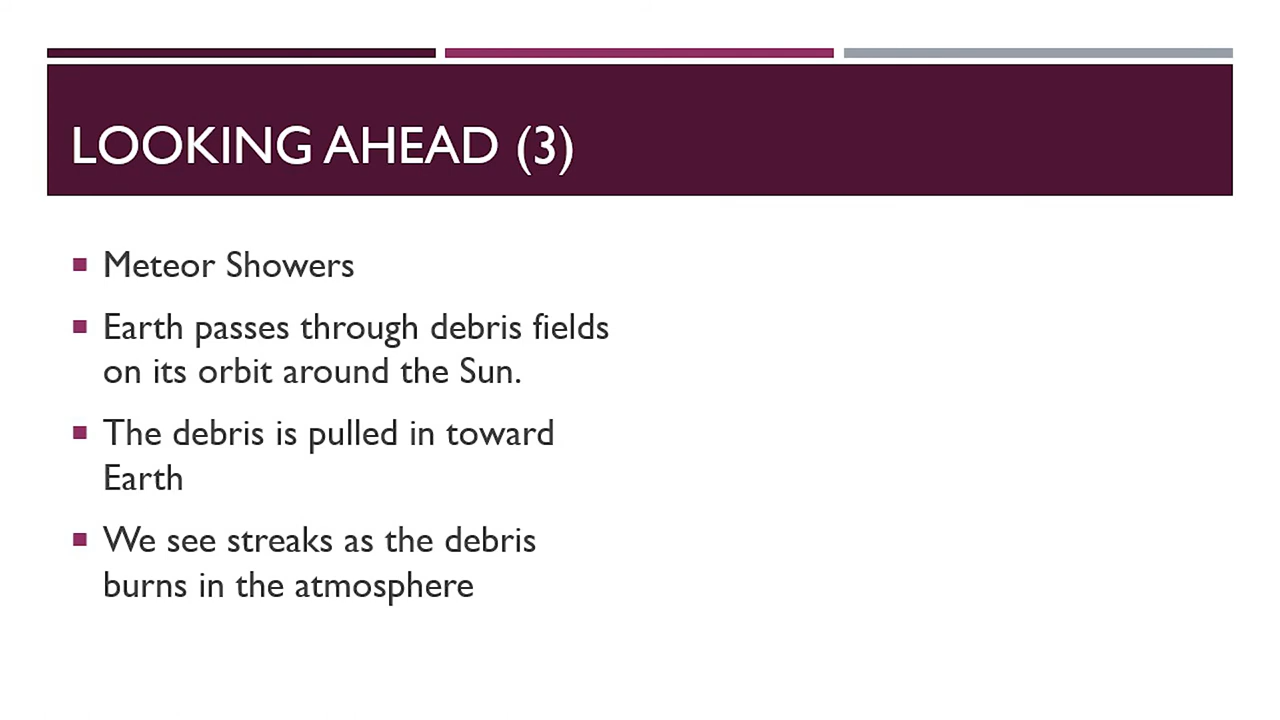 LOOKING AHEAD (3)
Meteor Showers
Earth passes through debris fields
on its orbit around the Sun.
The debris is pulled in toward
Earth
We see streaks as the debris
burns in the atmosphere